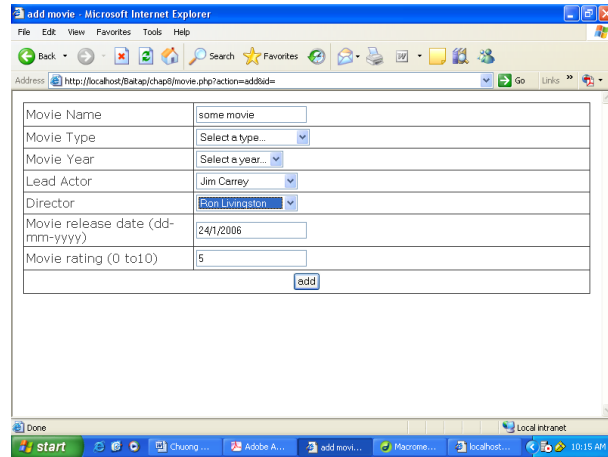 add movie - Microsoft Internet Explorer
File Edit View Favorites Tools Help
Back Search Favorites
Address http://localhost/Baitap/chap8/movie.php?action=add&id= Go Links »
Movie Name some movie
Movie Type Select a type...
Movie Year Select a year...
Lead Actor Jim Carrey
Director Ron Livingston
Movie release date (dd-
mm-yyyy) 24/1/2006
Movie rating (0 to10) 5
add
Done Local intranet
start Chuong ... Adobe A... add movi... Macrome... localhost... 10:15 AM